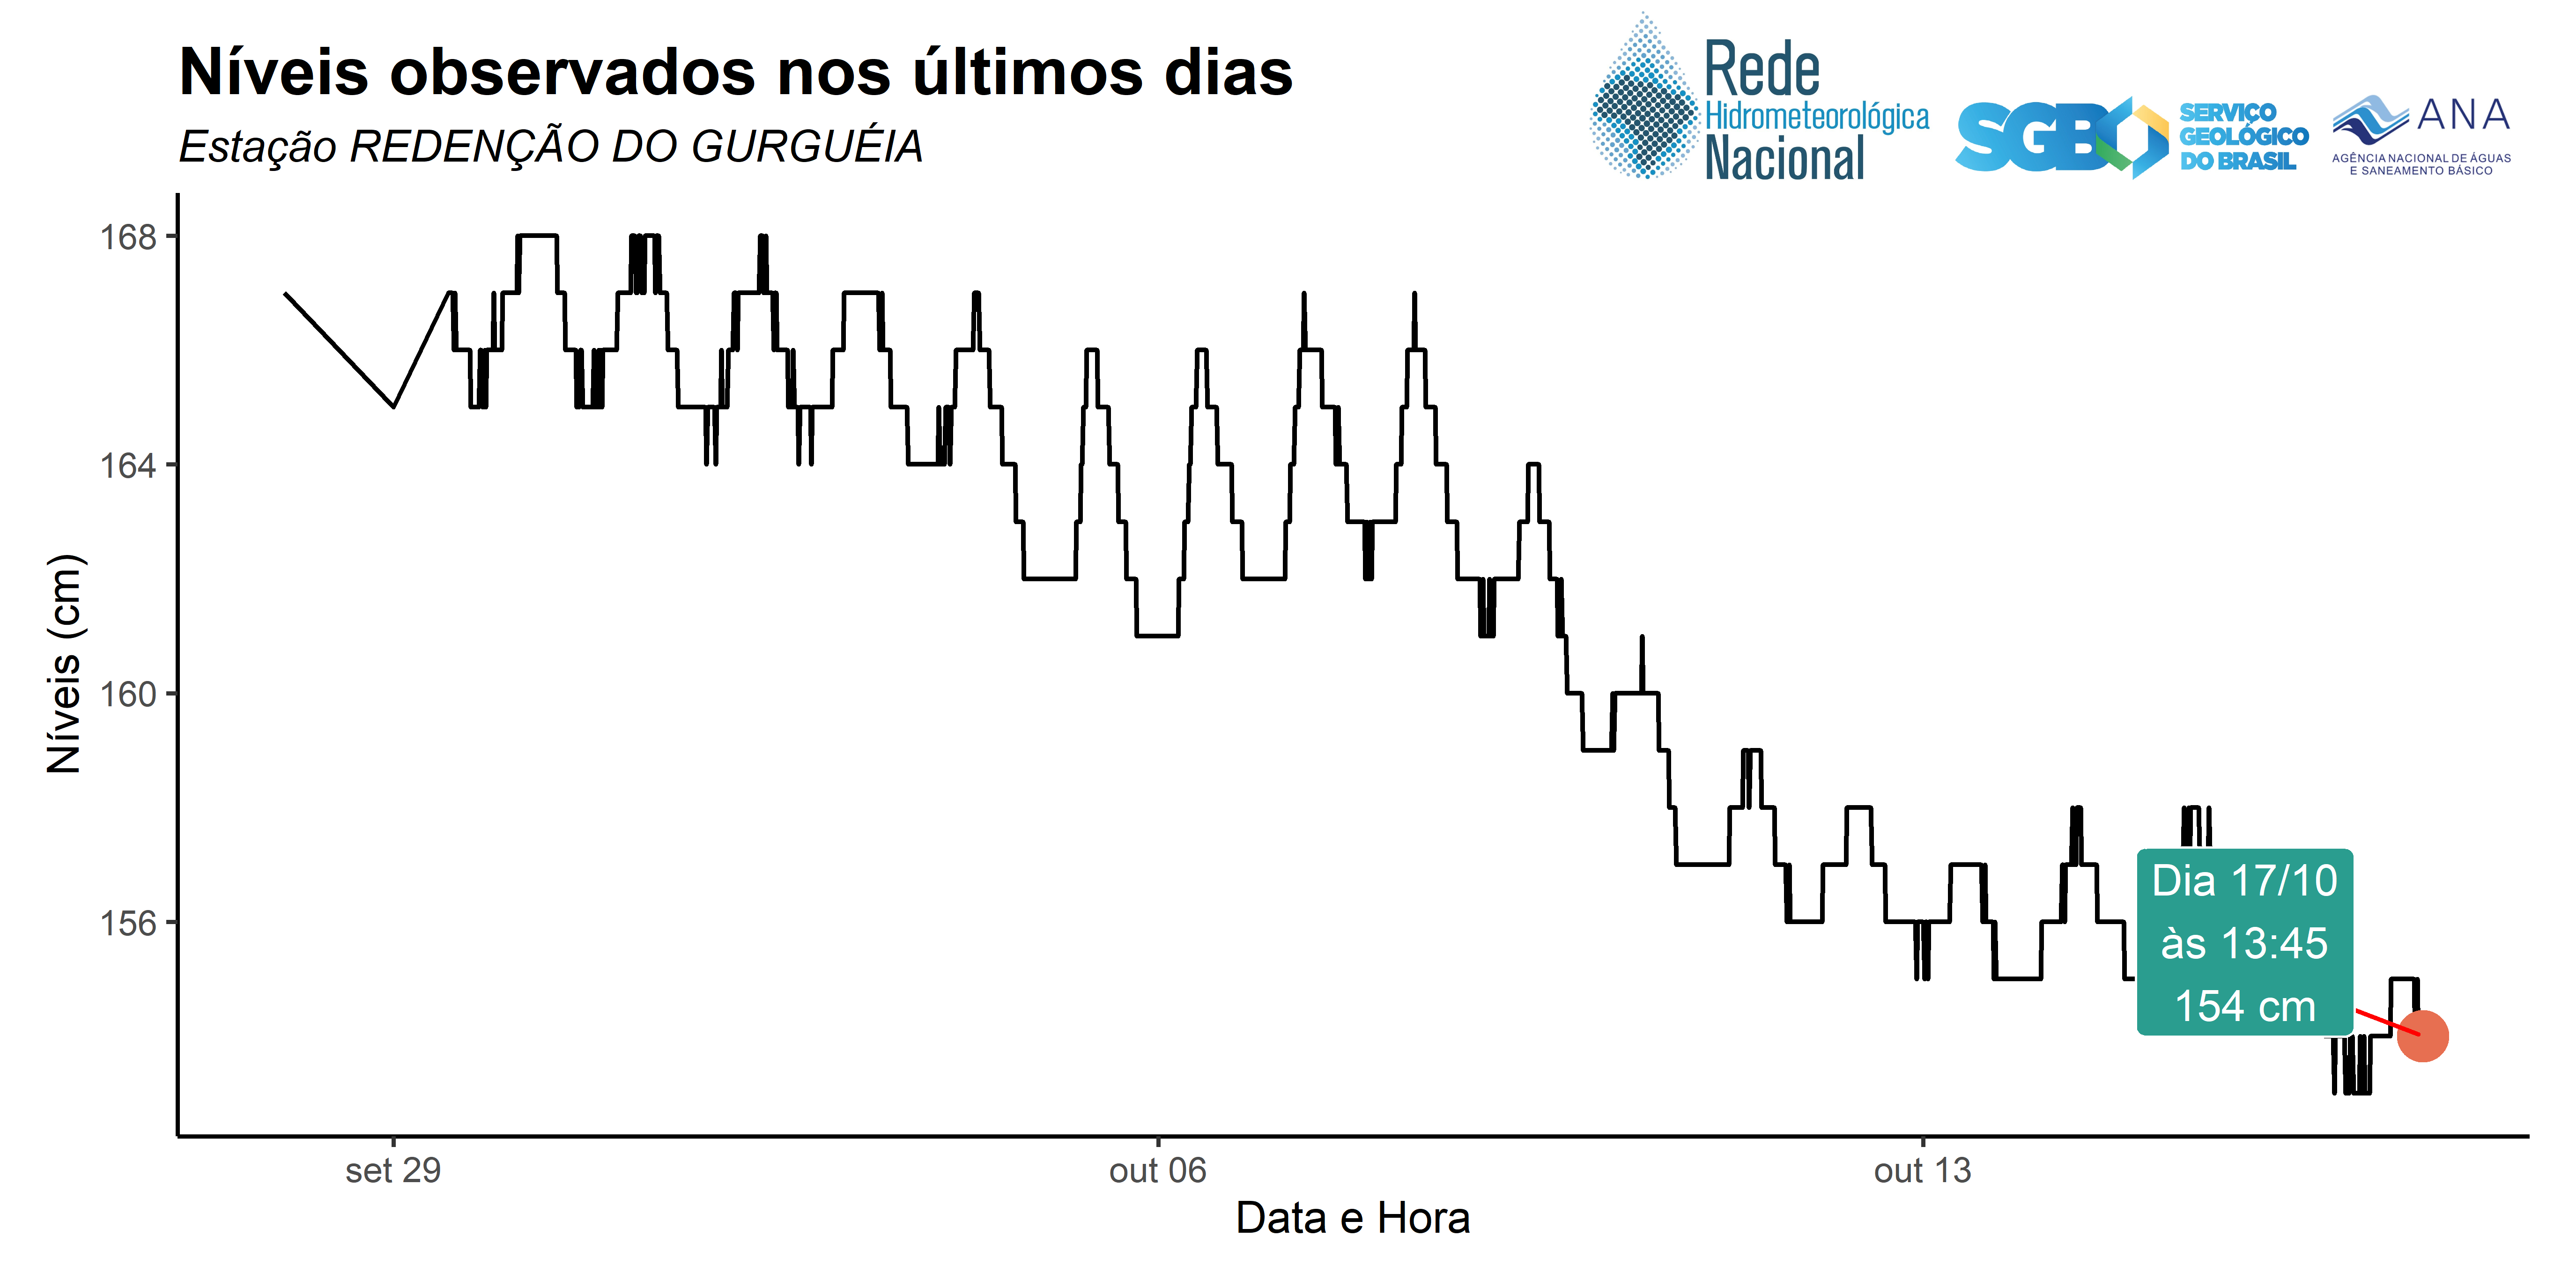 Níveis observados nos últimos dias
Estação REDENÇÃO DO GURGUÉIA
Rede
Hidrometeorológica
Nacional
SGB
SERVIÇO
GEOLÓGICO
DO BRASIL
ANA
AGÊNCIA NACIONAL DE ÁGUAS
E SANEAMENTO BÁSICO
Níveis (cm)
168
164
160
156
Dia 17/10
às 13:45
154 cm
set 29
out 06
out 13
Data e Hora